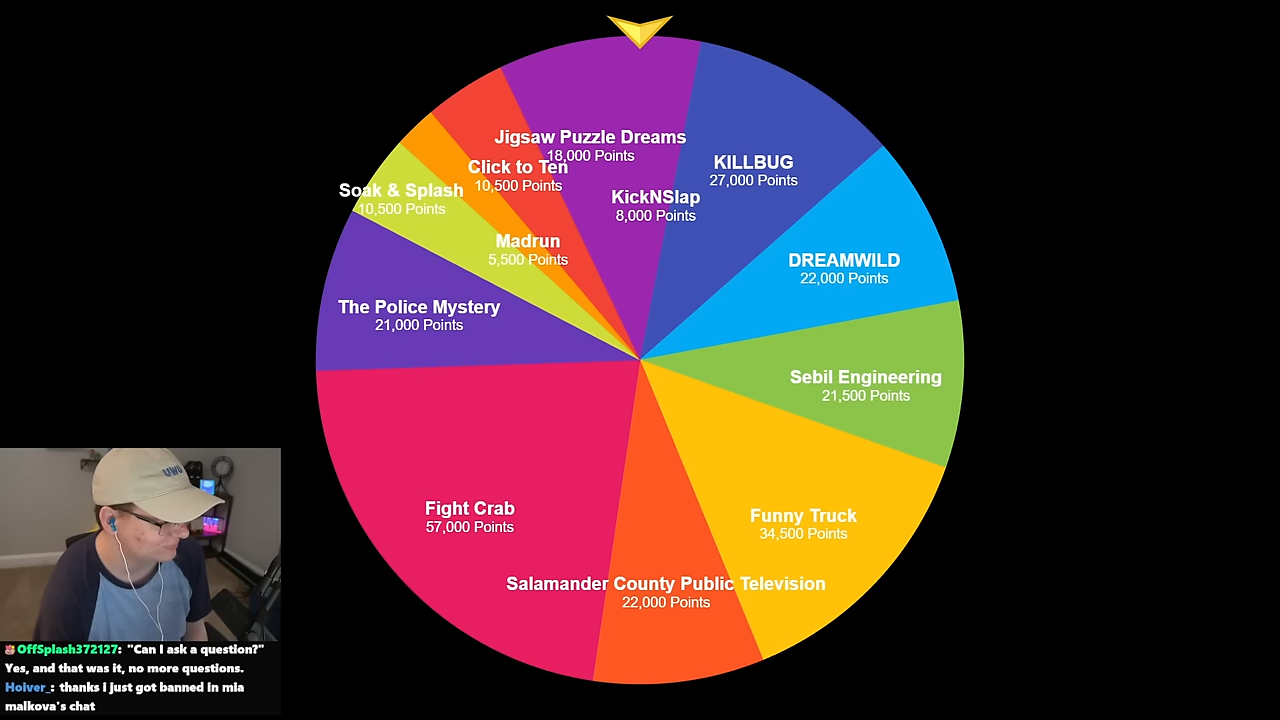 Jigsaw Puzzle Dreams
18,000 Points
KILLBUG
27,000 Points
Click to Ten
10,500 Points
Soak & Splash
10,500 Points
KickNSlap
8,000 Points
Madrun
5,500 Points
DREAMWILD
22,000 Points
The Police Mystery
21,000 Points
Sebil Engineering
21,500 Points
Fight Crab
57,000 Points
Funny Truck
34,500 Points
Salamander County Public Television
22,000 Points
UWU
OffSplash372127: "Can I ask a question?"
Yes, and that was it, no more questions.
Hoiver_: thanks i just got banned in mia
malkova's chat